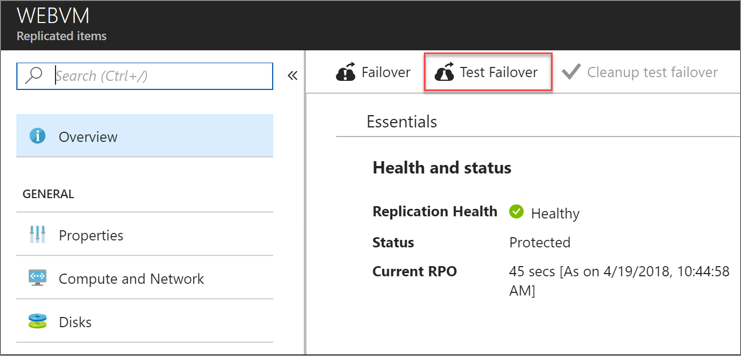 WEBVM
Replicated items
Search (Ctrl+/)
«
Overview
GENERAL
Properties
Compute and Network
Disks
Failover
Test Failover
Cleanup test failover
Essentials
Health and status
Replication Health Healthy
Status Protected
Current RPO 45 secs [As on 4/19/2018, 10:44:58
AM]